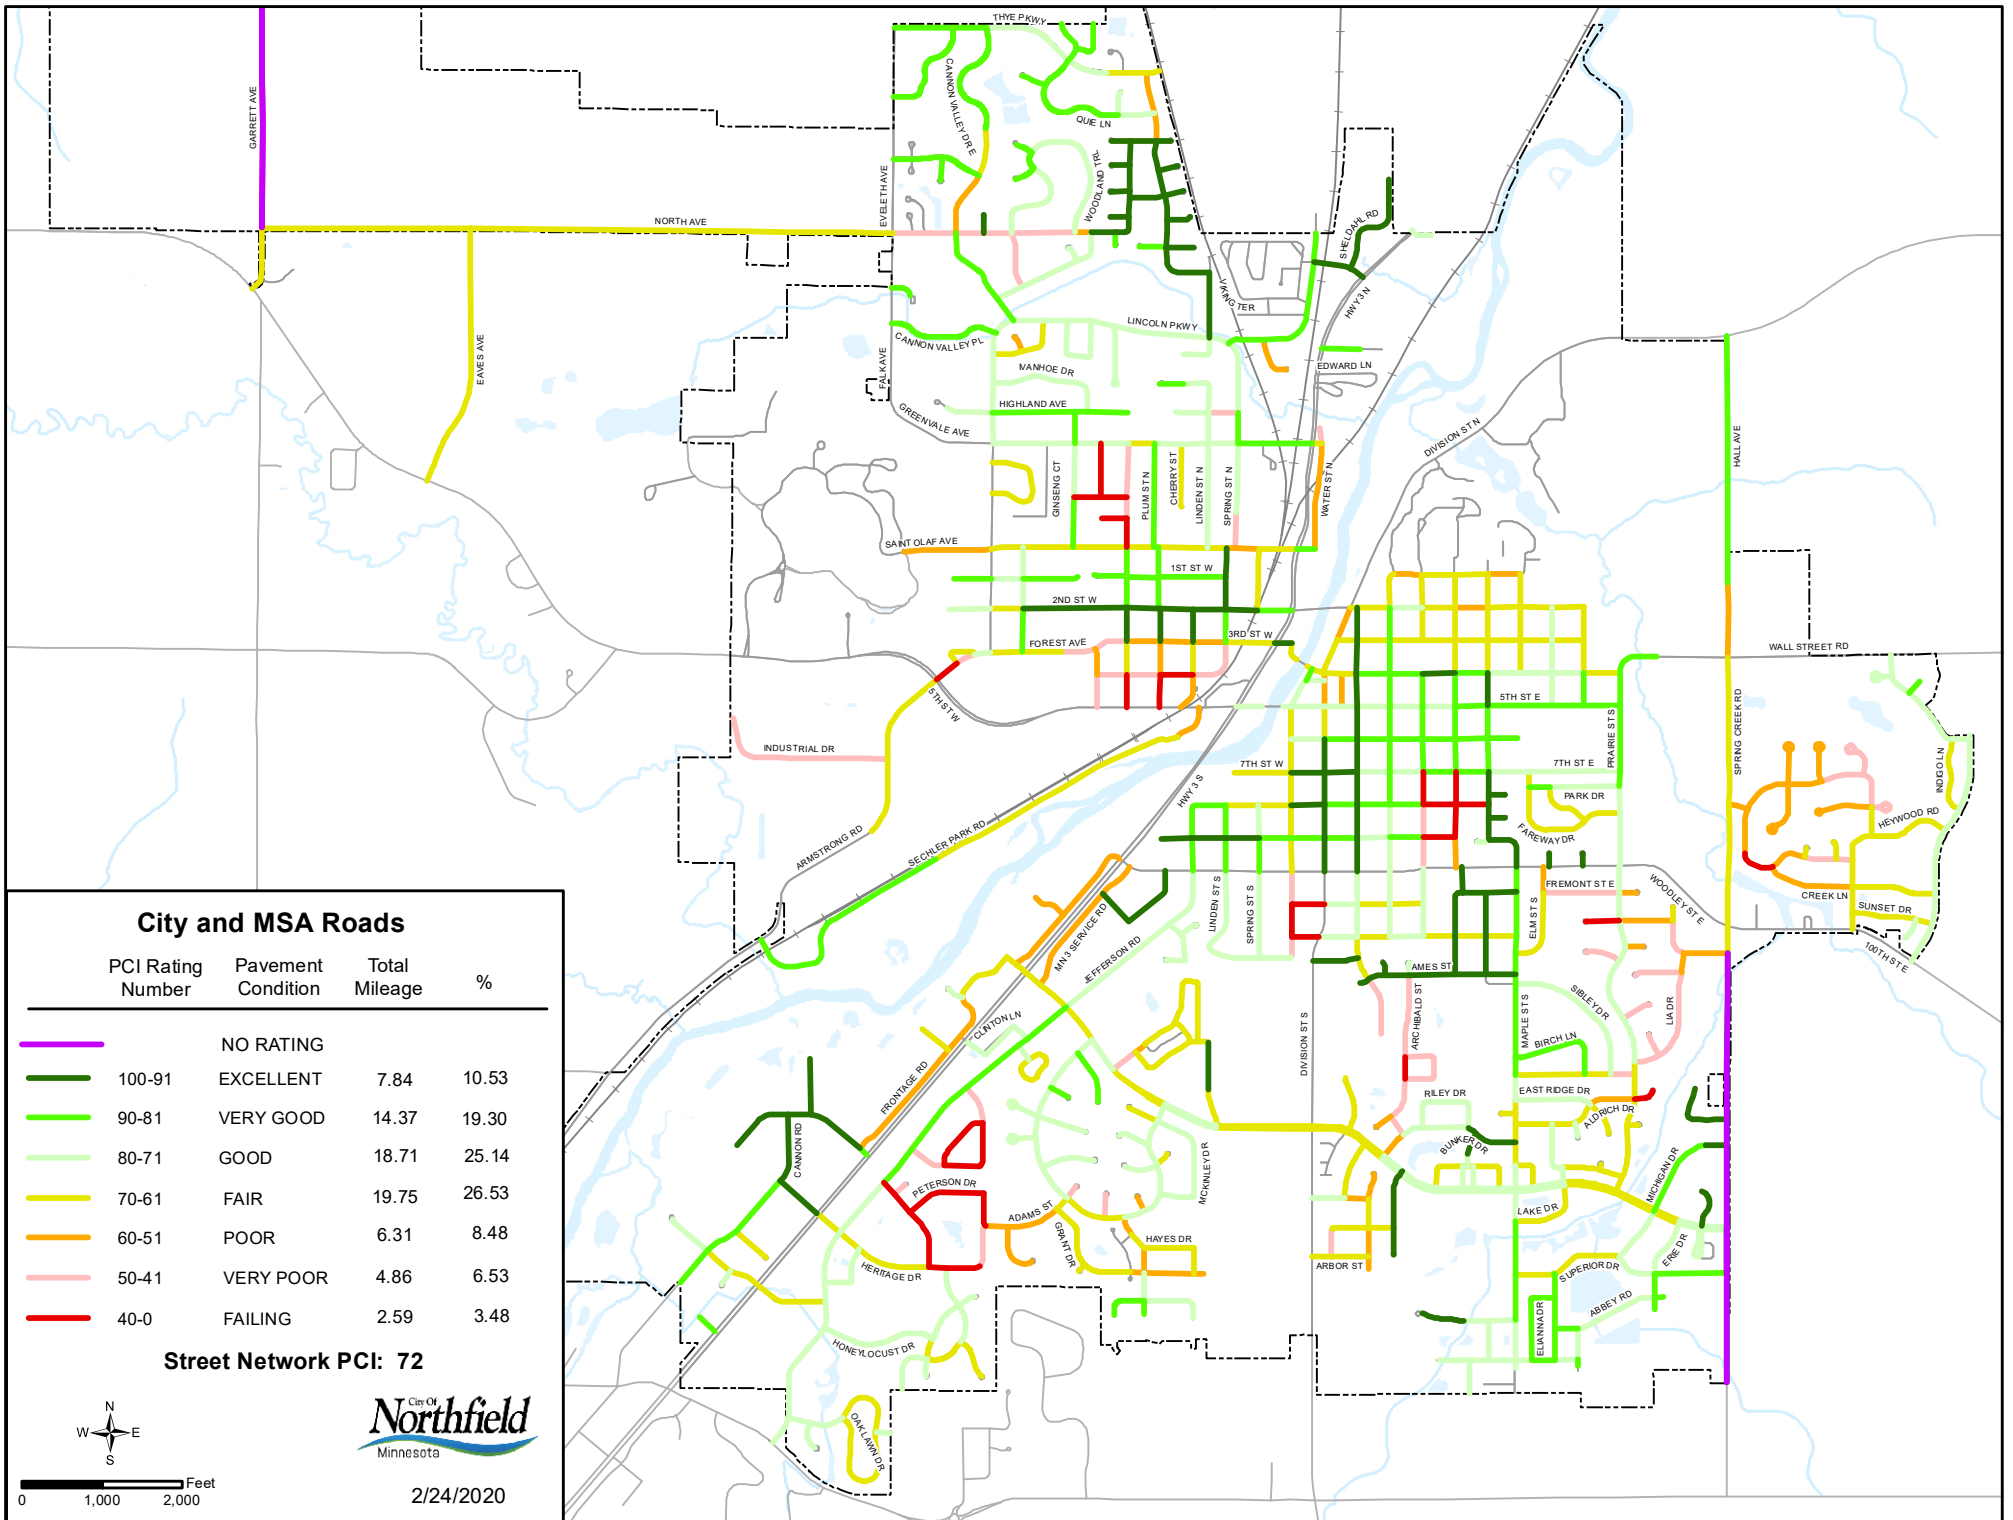 THYE PKWY
GARRETT AVE
CANNON VALLEY DR E
QUIE LN
WOODLAND TRL
EVELETH AVE
NORTH AVE
SHELDAHL RD
VIKING TER
HWY 3 N
EAVES AVE
LINCOLN PKWY
CANNON VALLEY PL
FALK AVE
IVANHOE DR
EDWARD LN
HIGHLAND AVE
GREENVALE AVE
DIVISION ST N
HALL AVE
GINSENG CT
PLUM ST N
CHERRY ST
LINDEN ST N
SPRING ST N
WATER ST N
SAINT OLAF AVE
1ST ST W
2ND ST W
3RD ST W
FOREST AVE
WALL STREET RD
5TH ST W
5TH ST E
INDUSTRIAL DR
PRAIRIE ST S
SPRING CREEK RD
INDIGO LN
7TH ST W
7TH ST E
HWY 3 S
PARK DR
HEYWOOD RD
ARMSTRONG RD
SECHLER PARK RD
FAREWAY DR
LINDEN ST S
SPRING ST S
FREMONT ST E
WOODLEY ST E
CREEK LN
SUNSET DR
ELM ST S
MN 3 SERVICE RD
JEFFERSON RD
100TH ST E
AMES ST
ARCHIBALD ST
MAPLE ST S
SIBLEY DR
LIA DR
CLINTON LN
DIVISION ST S
BIRCH LN
FRONTAGE RD
RILEY DR
EAST RIDGE DR
ALDRICH DR
CANNON RD
BUNKER DR
MCKINLEY DR
MICHIGAN DR
PETERSON DR
ADAMS ST
GRANT DR
HAYES DR
LAKE DR
ERIE DR
HERITAGE DR
ARBOR ST
SUPERIOR DR
ABBEY RD
ELIANNA DR
HONEYLOCUST DR
OAK LAWN DR
City and MSA Roads
PCI Rating Number Pavement Condition Total Mileage %
NO RATING
100-91 EXCELLENT 7.84 10.53
90-81 VERY GOOD 14.37 19.30
80-71 GOOD 18.71 25.14
70-61 FAIR 19.75 26.53
60-51 POOR 6.31 8.48
50-41 VERY POOR 4.86 6.53
40-0 FAILING 2.59 3.48
Street Network PCI: 72
N
W E
S
City Of
Northfield
Minnesota
Feet
0 1,000 2,000
2/24/2020